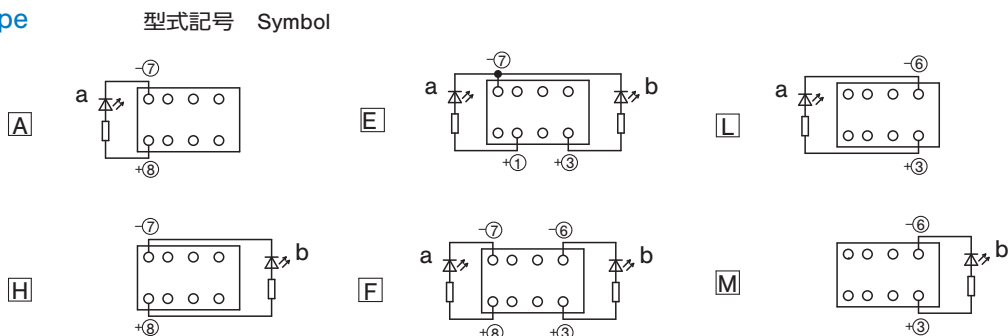 pe 型式記号 Symbol
A a −⑦ +⑧
E a −⑦ b +① +③
L a −⑥ +③
H −⑦ b +⑧
F a −⑦ −⑥ b +⑧ +③
M −⑥ b +③